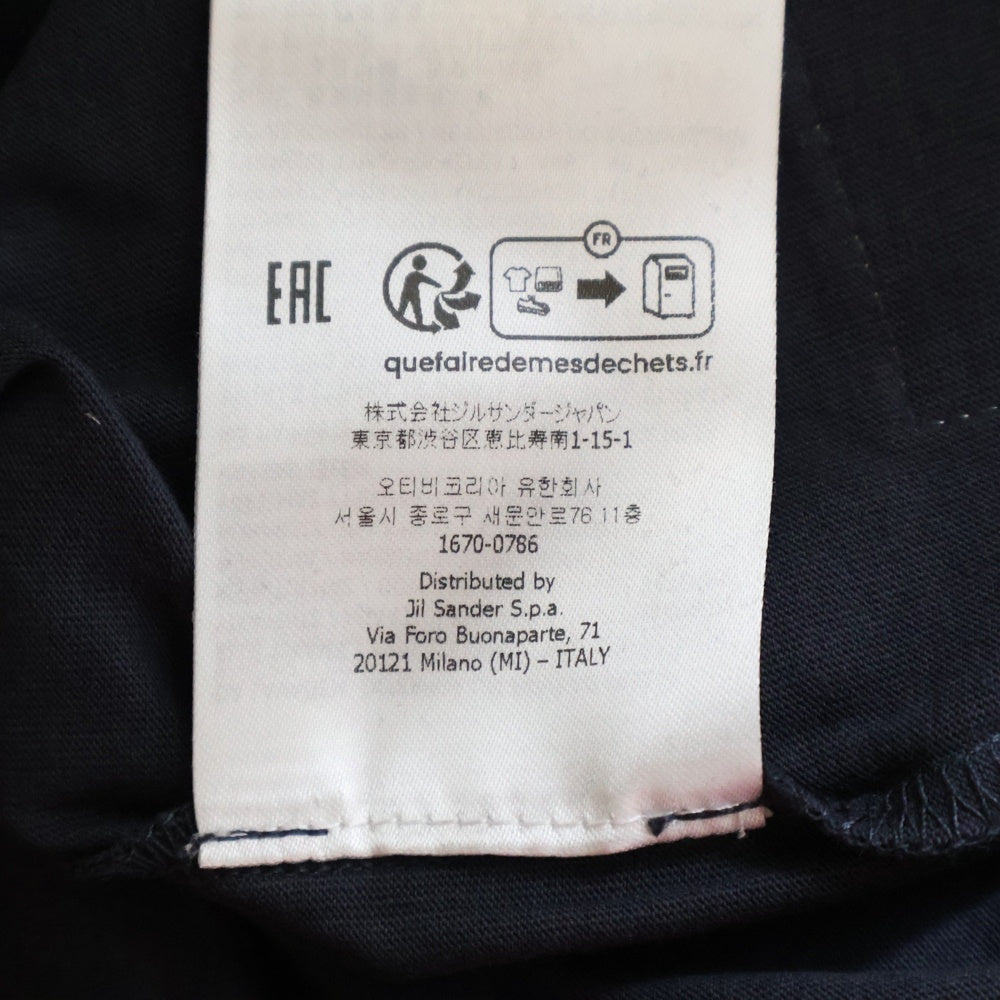 EAC
FR
quefairedemesdechets.fr
株式会社ジルサンダージャパン
東京都渋谷区恵比寿南1-15-1
오티비코리아 유한회사
서울시 종로구 새문안로76 11층
1670-0786
Distributed by
Jil Sander S.p.a.
Via Foro Buonaparte, 71
20121 Milano (MI) – ITALY